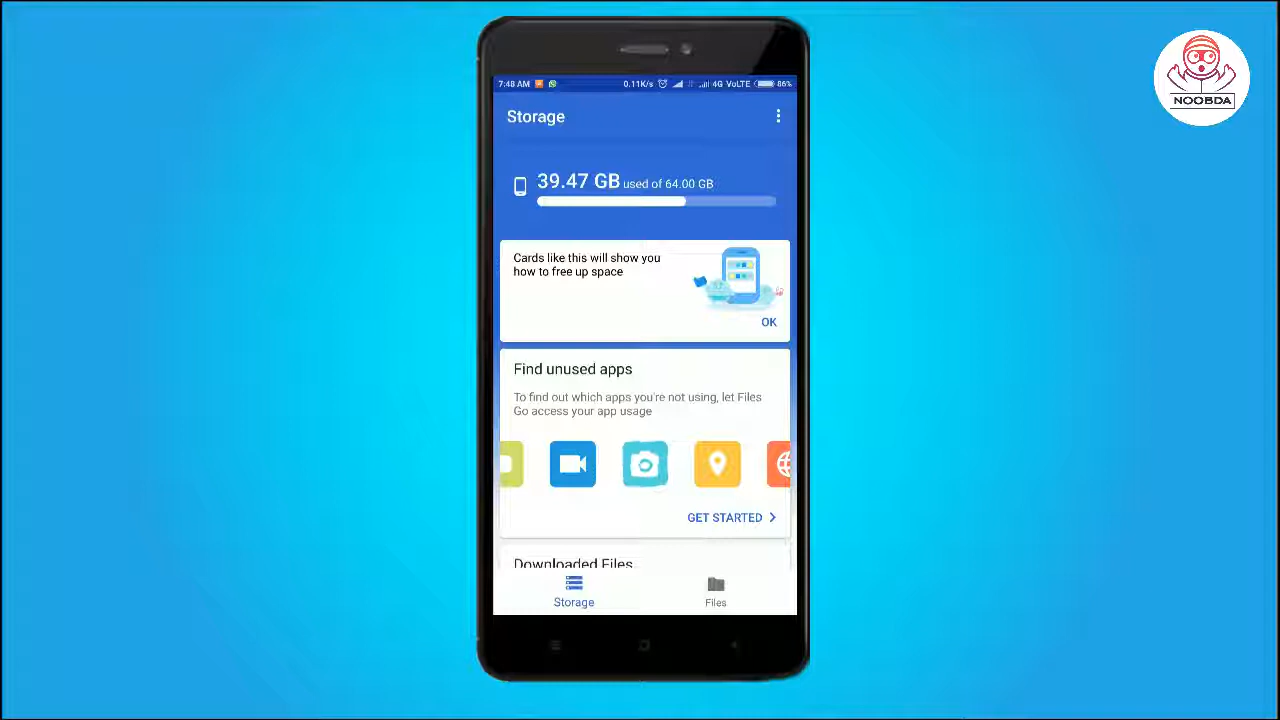 NOOBDA
7:48 AM 0.11K/s 4G VoLTE 86%
Storage
39.47 GB used of 64.00 GB
Cards like this will show you
how to free up space
OK
Find unused apps
To find out which apps you're not using, let Files
Go access your app usage
GET STARTED
Downloaded Files
Storage
Files